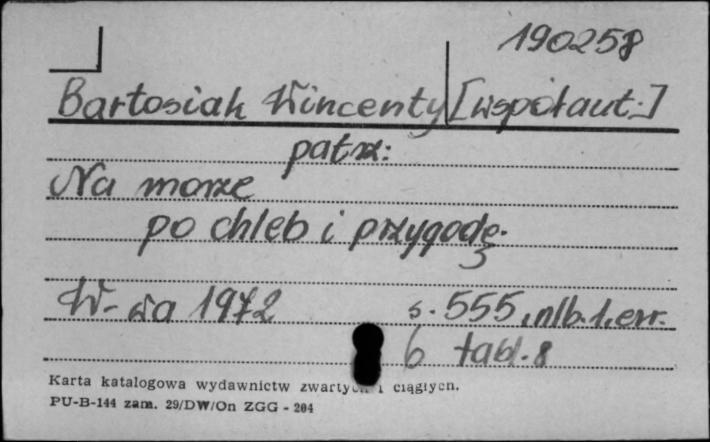 190258
Bartosiak Wincenty [współaut.]
patrz:
Na morze
po chleb i przygodę.
W-wa 1972 s. 555, nlb. 1, err.
6 tabl. 8
Karta katalogowa wydawnictw zwartych i ciągłych.
PU-B-144 zam. 29/DW/On ZGG - 204